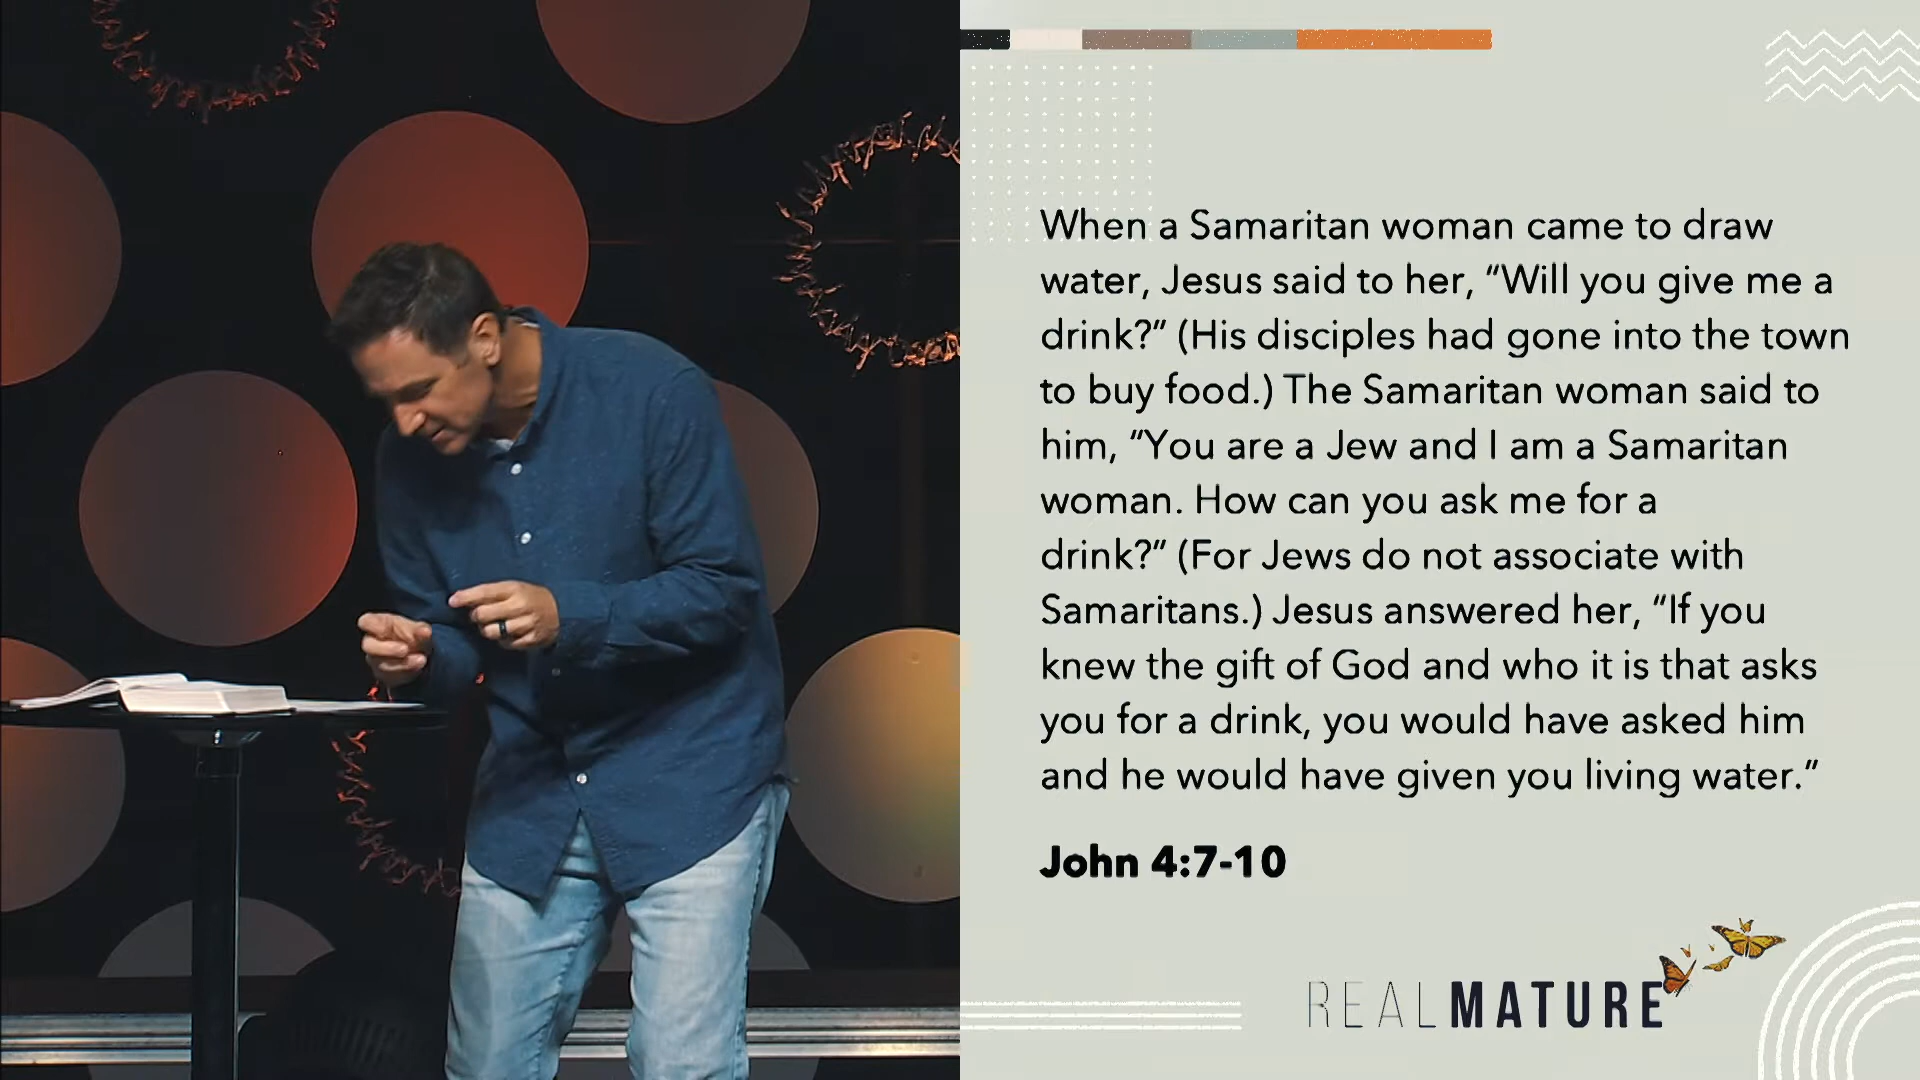 When a Samaritan woman came to draw
water, Jesus said to her, “Will you give me a
drink?” (His disciples had gone into the town
to buy food.) The Samaritan woman said to
him, “You are a Jew and I am a Samaritan
woman. How can you ask me for a
drink?” (For Jews do not associate with
Samaritans.) Jesus answered her, “If you
knew the gift of God and who it is that asks
you for a drink, you would have asked him
and he would have given you living water.”
John 4:7-10
REALMATURE